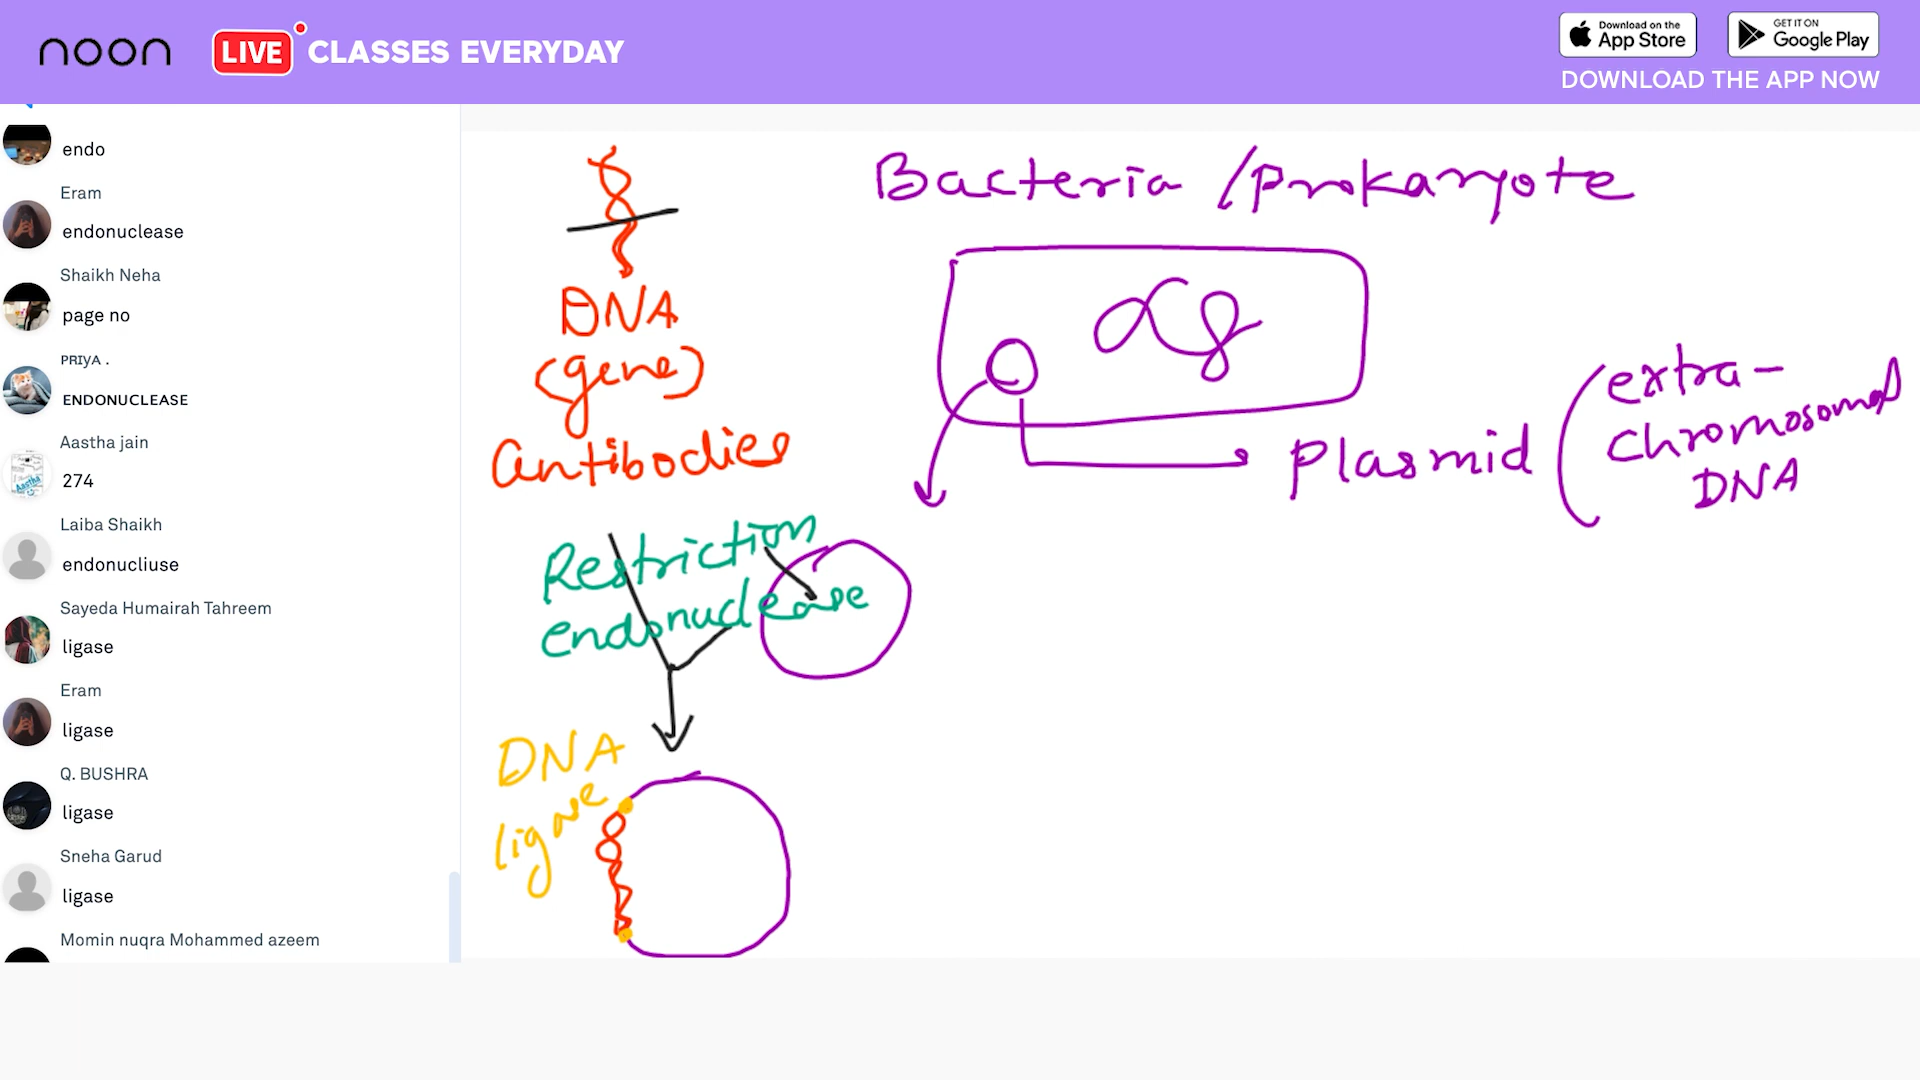 noon LIVE CLASSES EVERYDAY
Download on the
App Store
GET IT ON
Google Play
DOWNLOAD THE APP NOW
endo
Eram
endonuclease
Shaikh Neha
page no
PRIyA .
ENDONUCLEASE
Aastha jain
274
Laiba Shaikh
endonucliuse
Sayeda Humairah Tahreem
ligase
Eram
ligase
Q. BUSHRA
ligase
Sneha Garud
ligase
Momin nuqra Mohammed azeem
Bacteria /prokaryote
DNA
(gene)
antibodies
plasmid
(extra-
chromosomal
DNA
Restriction
endonuclease
DNA
ligase